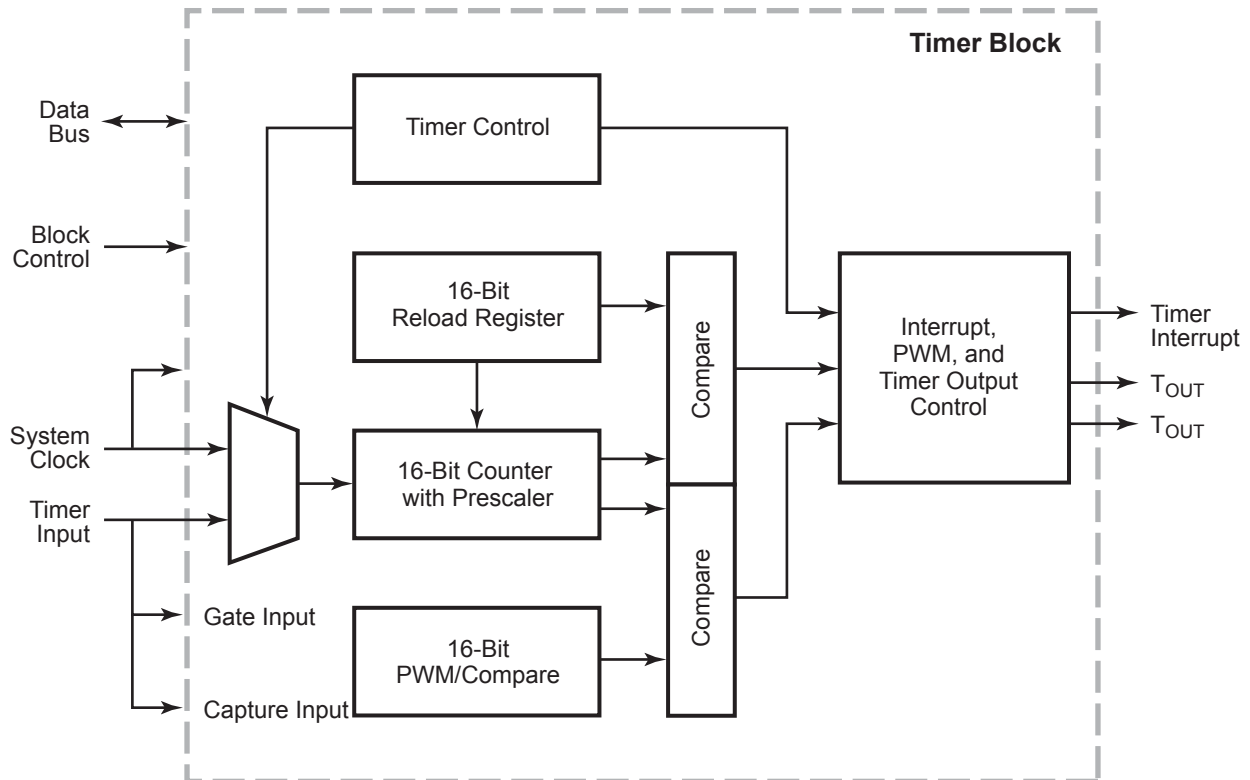 Timer Block
Data
Bus
Timer Control
Block
Control
16-Bit
Reload Register
Compare
Interrupt,
PWM, and
Timer Output
Control
Timer
Interrupt
TOUT
TOUT
System
Clock
16-Bit Counter
with Prescaler
Timer
Input
Compare
Gate Input
16-Bit
PWM/Compare
Capture Input